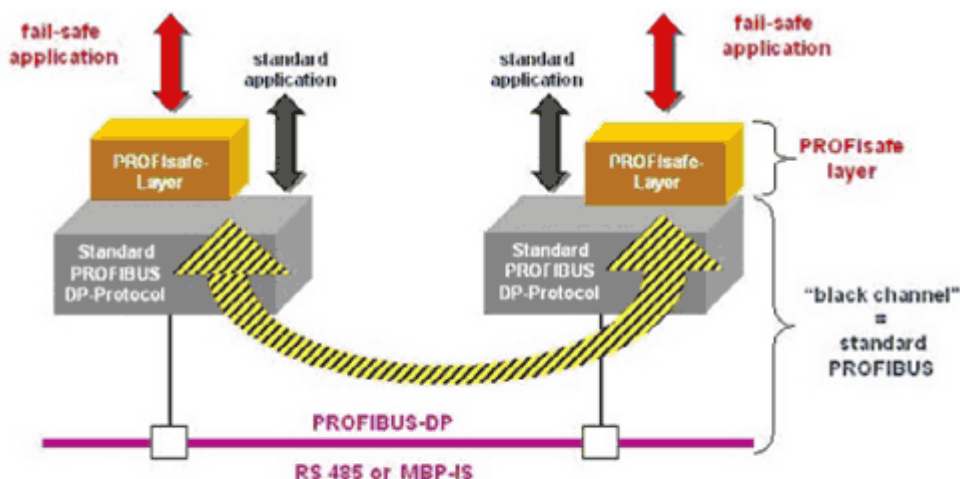 fail-safe
application
standard
application
PROFIsafe-
Layer
Standard
PROFIBUS
DP-Protocol
standard
application
fail-safe
application
PROFIsafe-
Layer
Standard
PROFIBUS
DP-Protocol
PROFIsafe
layer
"black channel"
=
standard
PROFIBUS
PROFIBUS-DP
RS 485 or MBP-IS